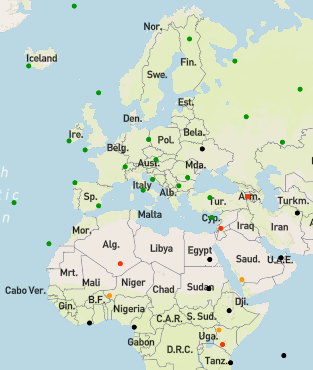 Nor.
Iceland
Fin.
Swe.
Est.
Den.
Ire.
Bela.
Pol.
Belg.
Aust.
Mda.
Italy
Alb.
Sp.
Tur.
Arm.
Turkm.
Malta
Cyp.
Mor.
Iraq
Iran
Alg.
Libya
Egypt
Saud.
U.A.E.
Mrt.
Mali
Niger
Chad
Sudan
Cabo Ver.
B.F.
Gin.
Nigeria
Dji.
C.A.R.
S. Sud.
Gabon
Uga.
D.R.C.
Tanz.